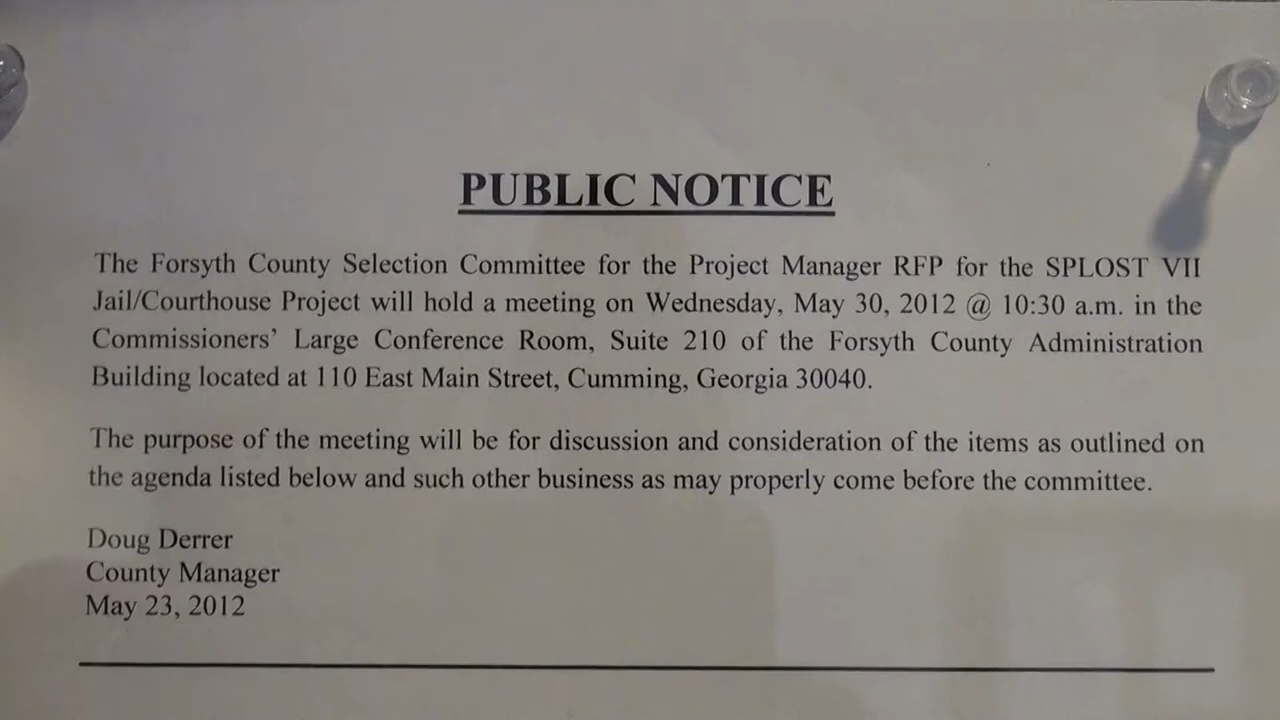 PUBLIC NOTICE
The Forsyth County Selection Committee for the Project Manager RFP for the SPLOST VII
Jail/Courthouse Project will hold a meeting on Wednesday, May 30, 2012 @ 10:30 a.m. in the
Commissioners' Large Conference Room, Suite 210 of the Forsyth County Administration
Building located at 110 East Main Street, Cumming, Georgia 30040.
The purpose of the meeting will be for discussion and consideration of the items as outlined on
the agenda listed below and such other business as may properly come before the committee.
Doug Derrer
County Manager
May 23, 2012